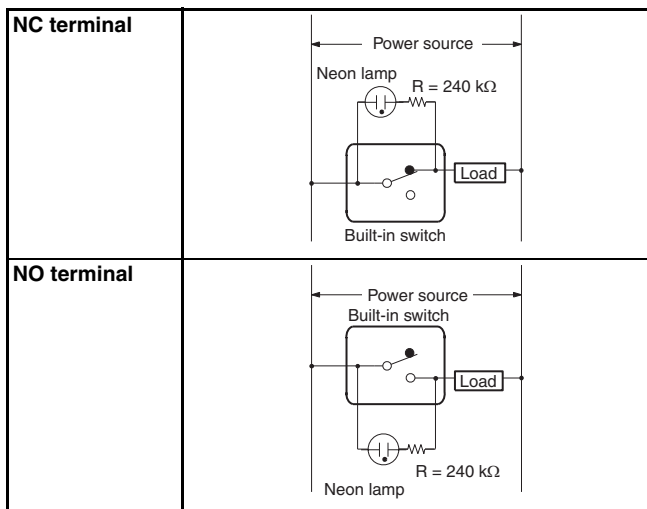 NC terminal
Power source
Neon lamp
R = 240 kΩ
Load
Built-in switch
NO terminal
Power source
Built-in switch
Load
R = 240 kΩ
Neon lamp